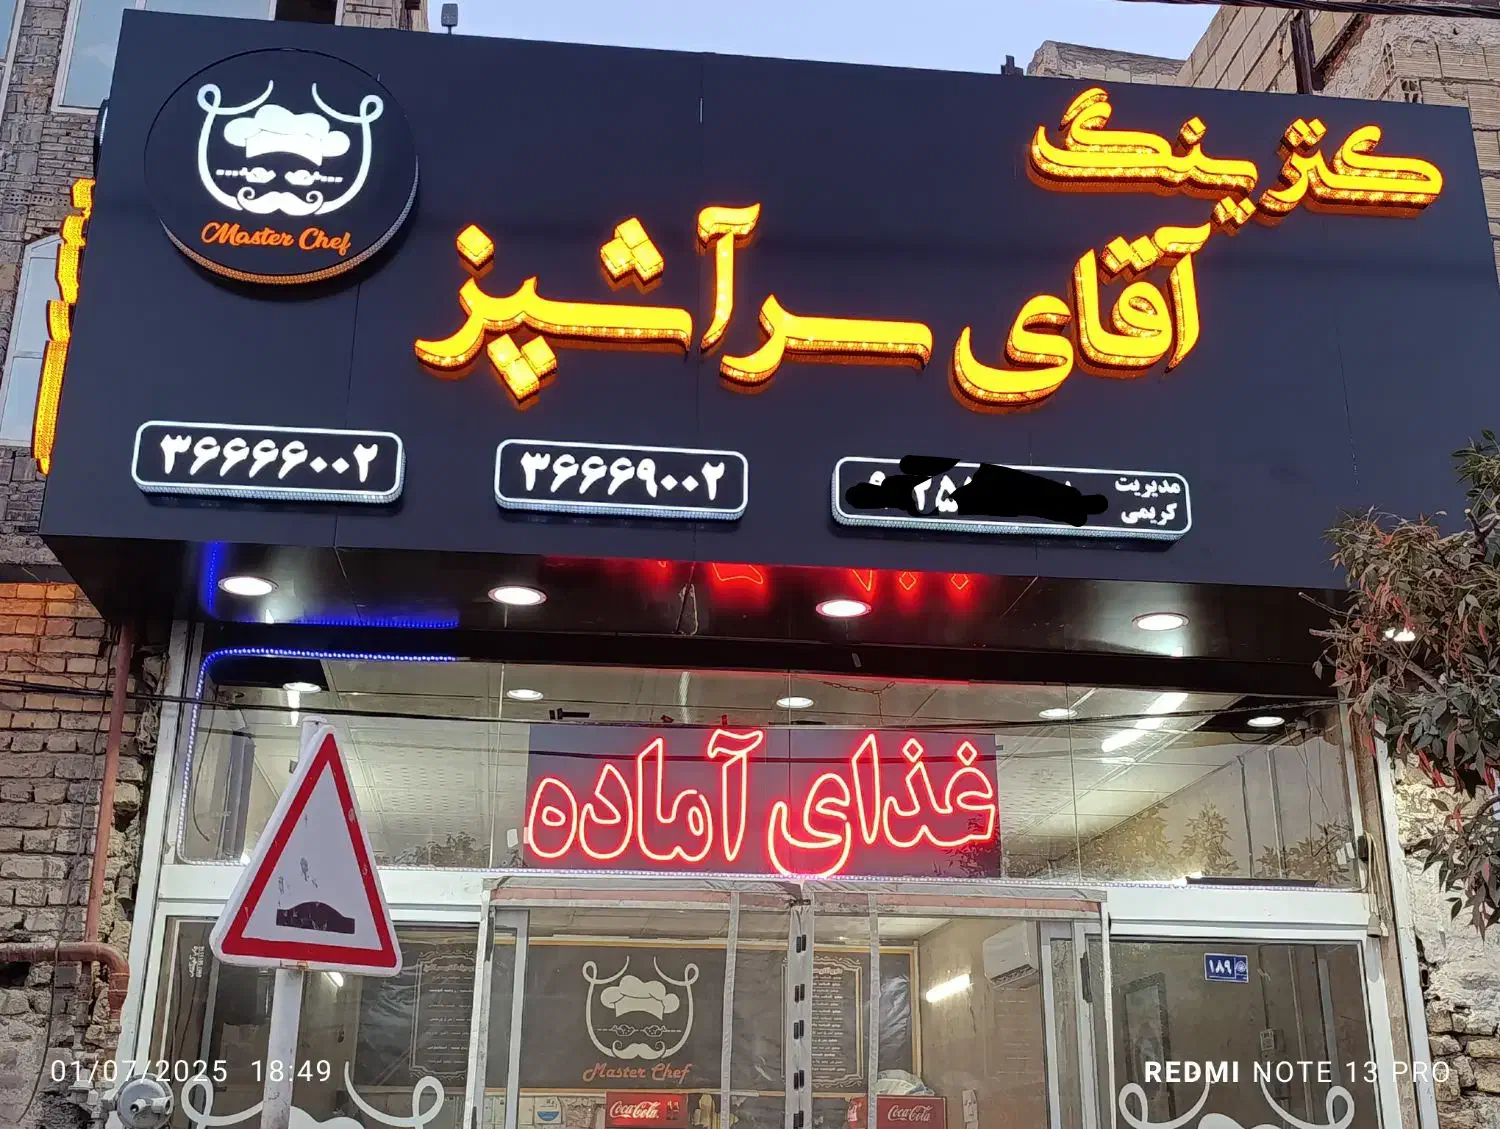 کترینگ
آقای سرآشپز
Master Chef
۳۶۶۶۶۰۰۲
۳۶۶۶۹۰۰۲
مدیریت
کریمی
غذای آماده
۱۸۹
Master Chef
Coca-Cola
Coca-Cola
01/07/2025 18:49
REDMI NOTE 13 PRO